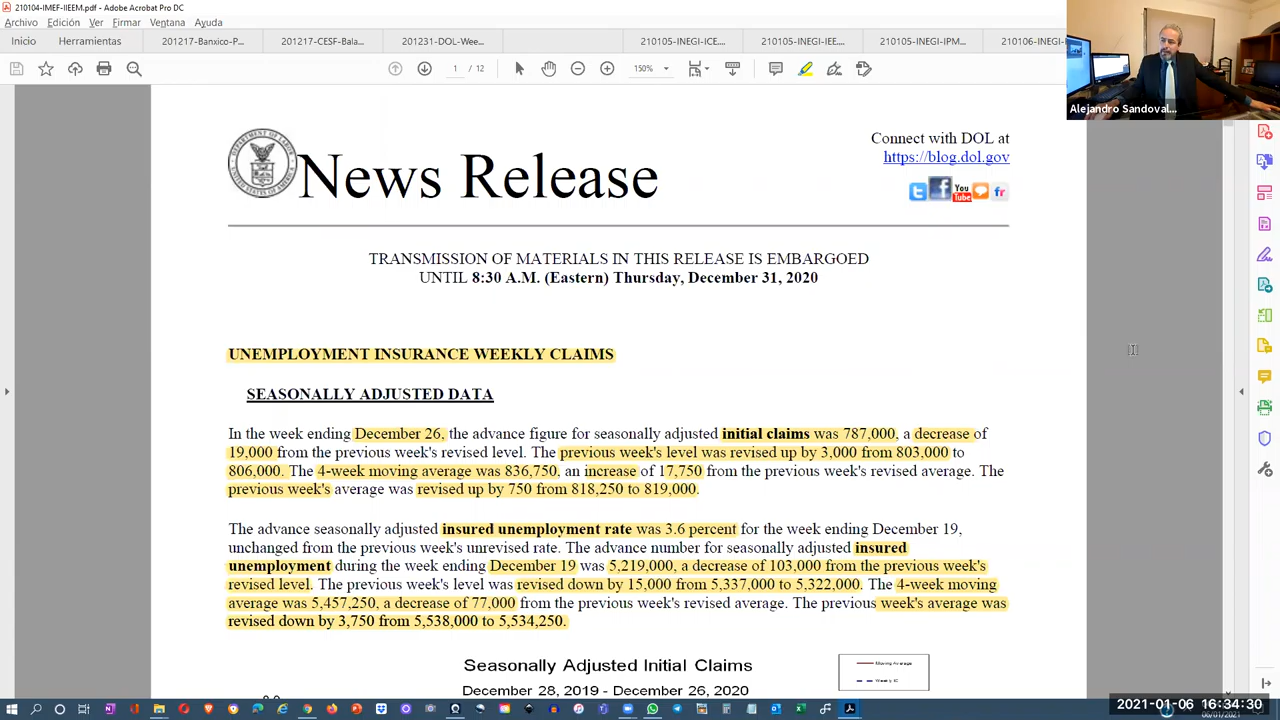 210104-IMEF-IIEEM.pdf - Adobe Acrobat Pro DC
Archivo Edición Ver Firmar Ventana Ayuda
Inicio Herramientas 201217-Banxico-P... 201217-CESF-Bala... 201231-DOL-Wee... 210105-INEGI-ICE.... 210105-INEGI-IEE.... 210105-INEGI-IPM... 210106-INEGI-
1 / 12 150%
Alejandro Sandoval...
News Release
Connect with DOL at
https://blog.dol.gov
You
Tube
TRANSMISSION OF MATERIALS IN THIS RELEASE IS EMBARGOED
UNTIL 8:30 A.M. (Eastern) Thursday, December 31, 2020
UNEMPLOYMENT INSURANCE WEEKLY CLAIMS
SEASONALLY ADJUSTED DATA
In the week ending December 26, the advance figure for seasonally adjusted initial claims was 787,000, a decrease of
19,000 from the previous week's revised level. The previous week's level was revised up by 3,000 from 803,000 to
806,000. The 4-week moving average was 836,750, an increase of 17,750 from the previous week's revised average. The
previous week's average was revised up by 750 from 818,250 to 819,000.
The advance seasonally adjusted insured unemployment rate was 3.6 percent for the week ending December 19,
unchanged from the previous week's unrevised rate. The advance number for seasonally adjusted insured
unemployment during the week ending December 19 was 5,219,000, a decrease of 103,000 from the previous week's
revised level. The previous week's level was revised down by 15,000 from 5,337,000 to 5,322,000. The 4-week moving
average was 5,457,250, a decrease of 77,000 from the previous week's revised average. The previous week's average was
revised down by 3,750 from 5,538,000 to 5,534,250.
Seasonally Adjusted Initial Claims
December 28, 2019 - December 26, 2020
Moving Average
Weekly IC
2021-01-06 16:34:30
06/01/2021